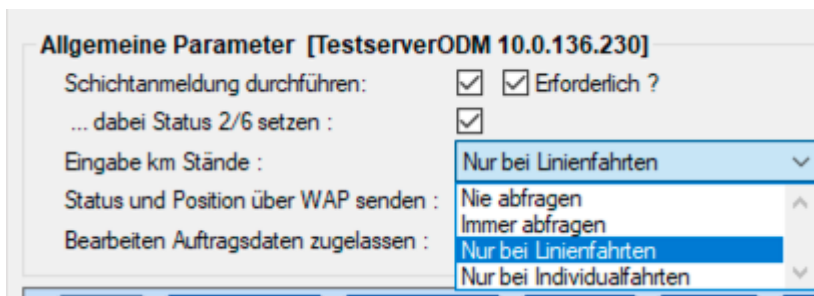 Allgemeine Parameter [TestserverODM 10.0.136.230]
Schichtanmeldung durchführen: Erforderlich ?
... dabei Status 2/6 setzen :
Eingabe km Stände : Nur bei Linienfahrten
Status und Position über WAP senden : Nie abfragen
Immer abfragen
Bearbeiten Auftragsdaten zugelassen : Nur bei Linienfahrten
Nur bei Individualfahrten